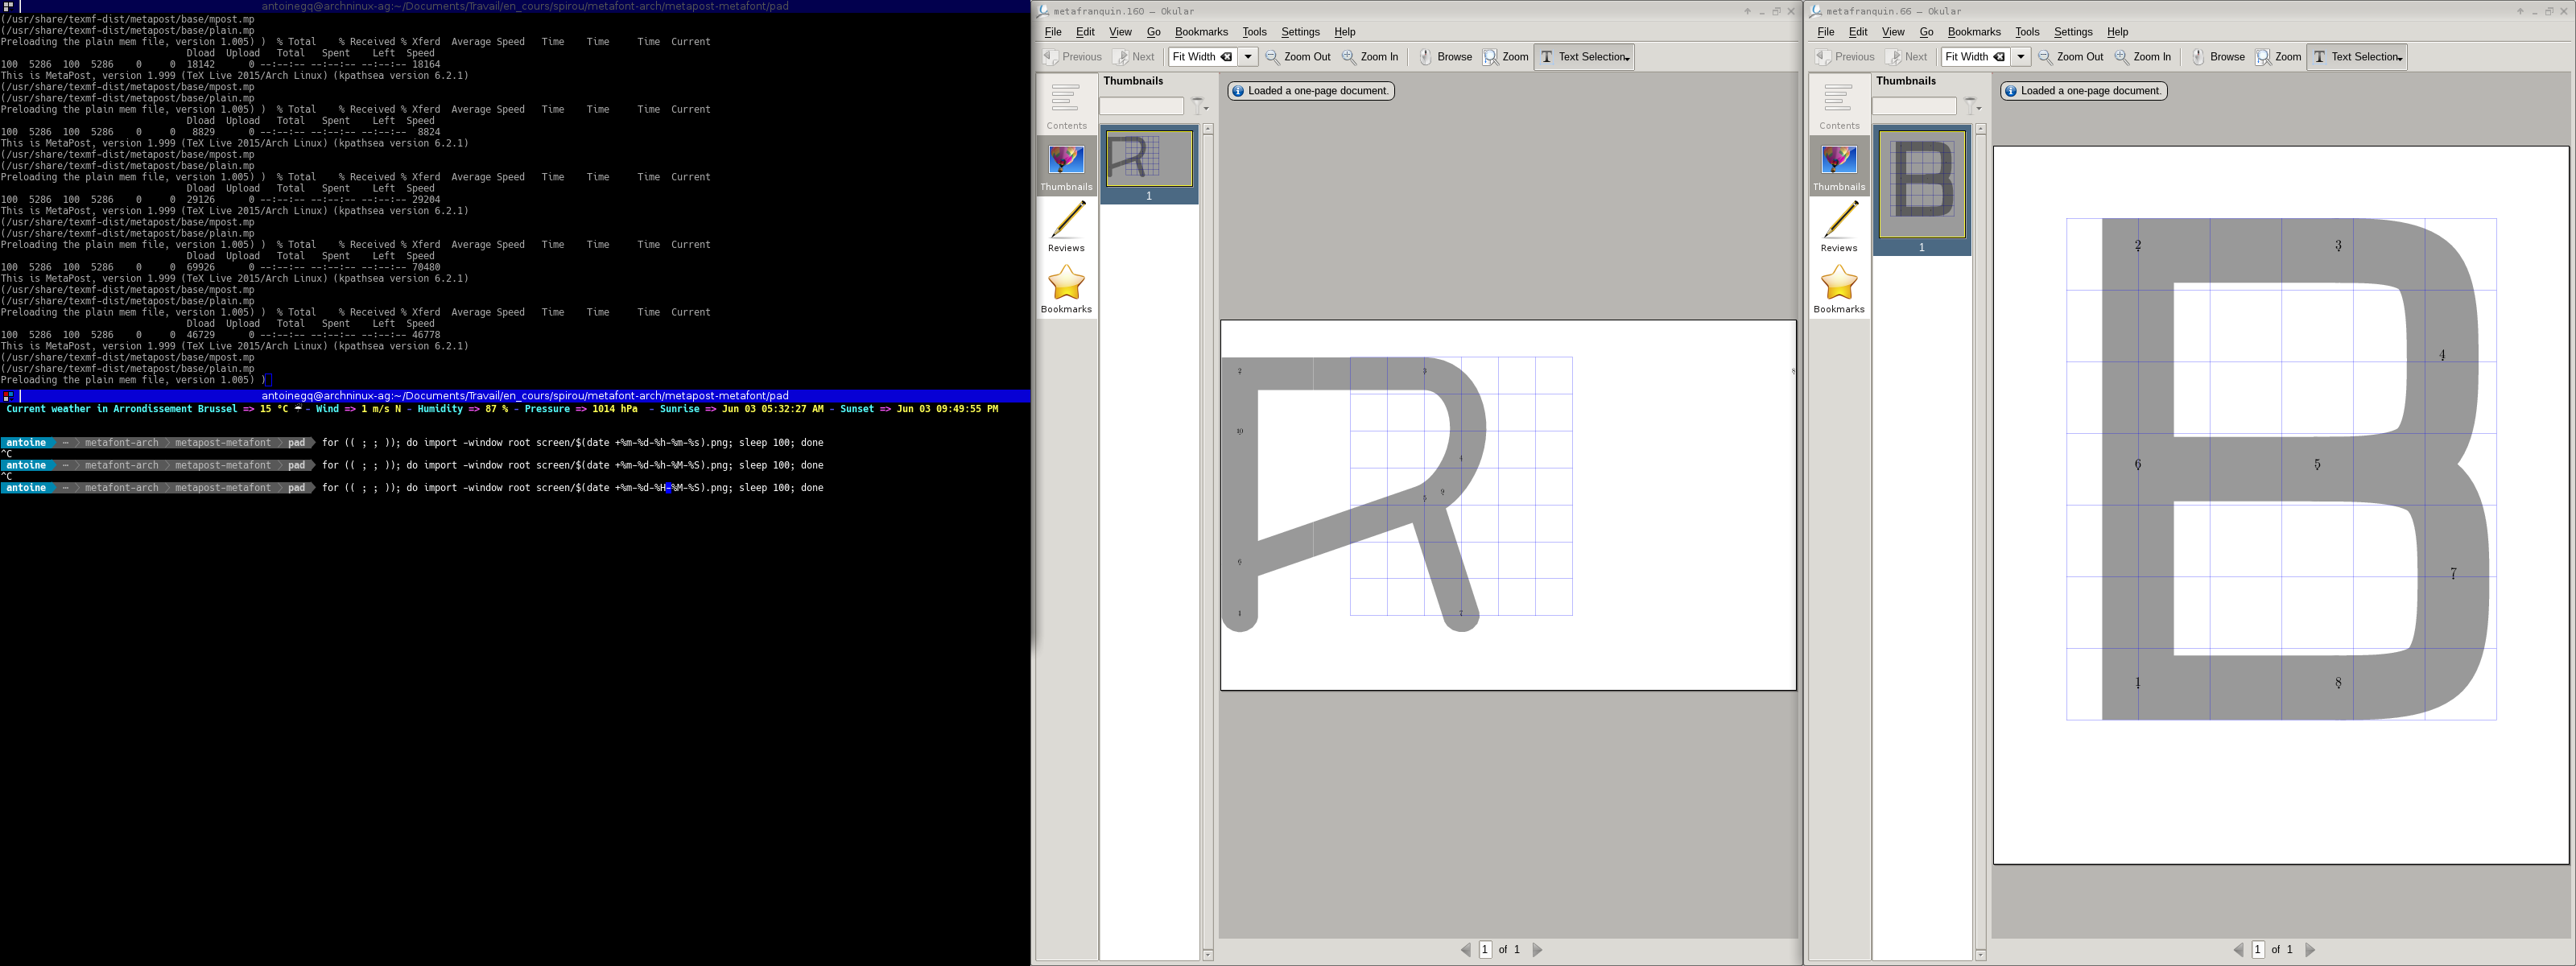 antoinegq@archninux-ag:~/Documents/Travail/en_cours/spirou/metafont-arch/metapost-metafont/pad
(/usr/share/texmf-dist/metapost/base/mpost.mp
(/usr/share/texmf-dist/metapost/base/plain.mp
Preloading the plain mem file, version 1.005) )  % Total    % Received % Xferd  Average Speed   Time    Time     Time  Current
Dload  Upload   Total   Spent    Left  Speed
100  5286  100  5286    0     0  18142      0 --:--:-- --:--:-- --:--:-- 18164
This is MetaPost, version 1.999 (TeX Live 2015/Arch Linux) (kpathsea version 6.2.1)
(/usr/share/texmf-dist/metapost/base/mpost.mp
(/usr/share/texmf-dist/metapost/base/plain.mp
Preloading the plain mem file, version 1.005) )  % Total    % Received % Xferd  Average Speed   Time    Time     Time  Current
Dload  Upload   Total   Spent    Left  Speed
100  5286  100  5286    0     0   8829      0 --:--:-- --:--:-- --:--:--  8824
This is MetaPost, version 1.999 (TeX Live 2015/Arch Linux) (kpathsea version 6.2.1)
(/usr/share/texmf-dist/metapost/base/mpost.mp
(/usr/share/texmf-dist/metapost/base/plain.mp
Preloading the plain mem file, version 1.005) )  % Total    % Received % Xferd  Average Speed   Time    Time     Time  Current
Dload  Upload   Total   Spent    Left  Speed
100  5286  100  5286    0     0  29126      0 --:--:-- --:--:-- --:--:-- 29204
This is MetaPost, version 1.999 (TeX Live 2015/Arch Linux) (kpathsea version 6.2.1)
(/usr/share/texmf-dist/metapost/base/mpost.mp
(/usr/share/texmf-dist/metapost/base/plain.mp
Preloading the plain mem file, version 1.005) )  % Total    % Received % Xferd  Average Speed   Time    Time     Time  Current
Dload  Upload   Total   Spent    Left  Speed
100  5286  100  5286    0     0  69926      0 --:--:-- --:--:-- --:--:-- 70480
This is MetaPost, version 1.999 (TeX Live 2015/Arch Linux) (kpathsea version 6.2.1)
(/usr/share/texmf-dist/metapost/base/mpost.mp
(/usr/share/texmf-dist/metapost/base/plain.mp
Preloading the plain mem file, version 1.005) )  % Total    % Received % Xferd  Average Speed   Time    Time     Time  Current
Dload  Upload   Total   Spent    Left  Speed
100  5286  100  5286    0     0  46729      0 --:--:-- --:--:-- --:--:-- 46778
This is MetaPost, version 1.999 (TeX Live 2015/Arch Linux) (kpathsea version 6.2.1)
(/usr/share/texmf-dist/metapost/base/mpost.mp
(/usr/share/texmf-dist/metapost/base/plain.mp
Preloading the plain mem file, version 1.005) )
antoinegq@archninux-ag:~/Documents/Travail/en_cours/spirou/metafont-arch/metapost-metafont/pad
Current weather in Arrondissement Brussel => 15 °C ☔ - Wind => 1 m/s N - Humidity => 87 % - Pressure => 1014 hPa  - Sunrise => Jun 03 05:32:27 AM - Sunset => Jun 03 09:49:55 PM
antoine ⋯ metafont-arch metapost-metafont pad for (( ; ; )); do import -window root screen/$(date +%m-%d-%h-%m-%s).png; sleep 100; done
^C
antoine ⋯ metafont-arch metapost-metafont pad for (( ; ; )); do import -window root screen/$(date +%m-%d-%h-%M-%S).png; sleep 100; done
^C
antoine ⋯ metafont-arch metapost-metafont pad for (( ; ; )); do import -window root screen/$(date +%m-%d-%H-%M-%S).png; sleep 100; done
metafranquin.160 – Okular
File Edit View Go Bookmarks Tools Settings Help
Previous Next Fit Width Zoom Out Zoom In Browse Zoom Text Selection
Thumbnails
Loaded a one-page document.
Contents
Thumbnails
1
Reviews
Bookmarks
R
2 3
10
4
5 9
6
1 7
1 of 1
metafranquin.66 – Okular
File Edit View Go Bookmarks Tools Settings Help
Previous Next Fit Width Zoom Out Zoom In Browse Zoom Text Selection
Thumbnails
Loaded a one-page document.
Contents
Thumbnails
1
Reviews
Bookmarks
B
2 3
4
6 5
7
1 8
1 of 1